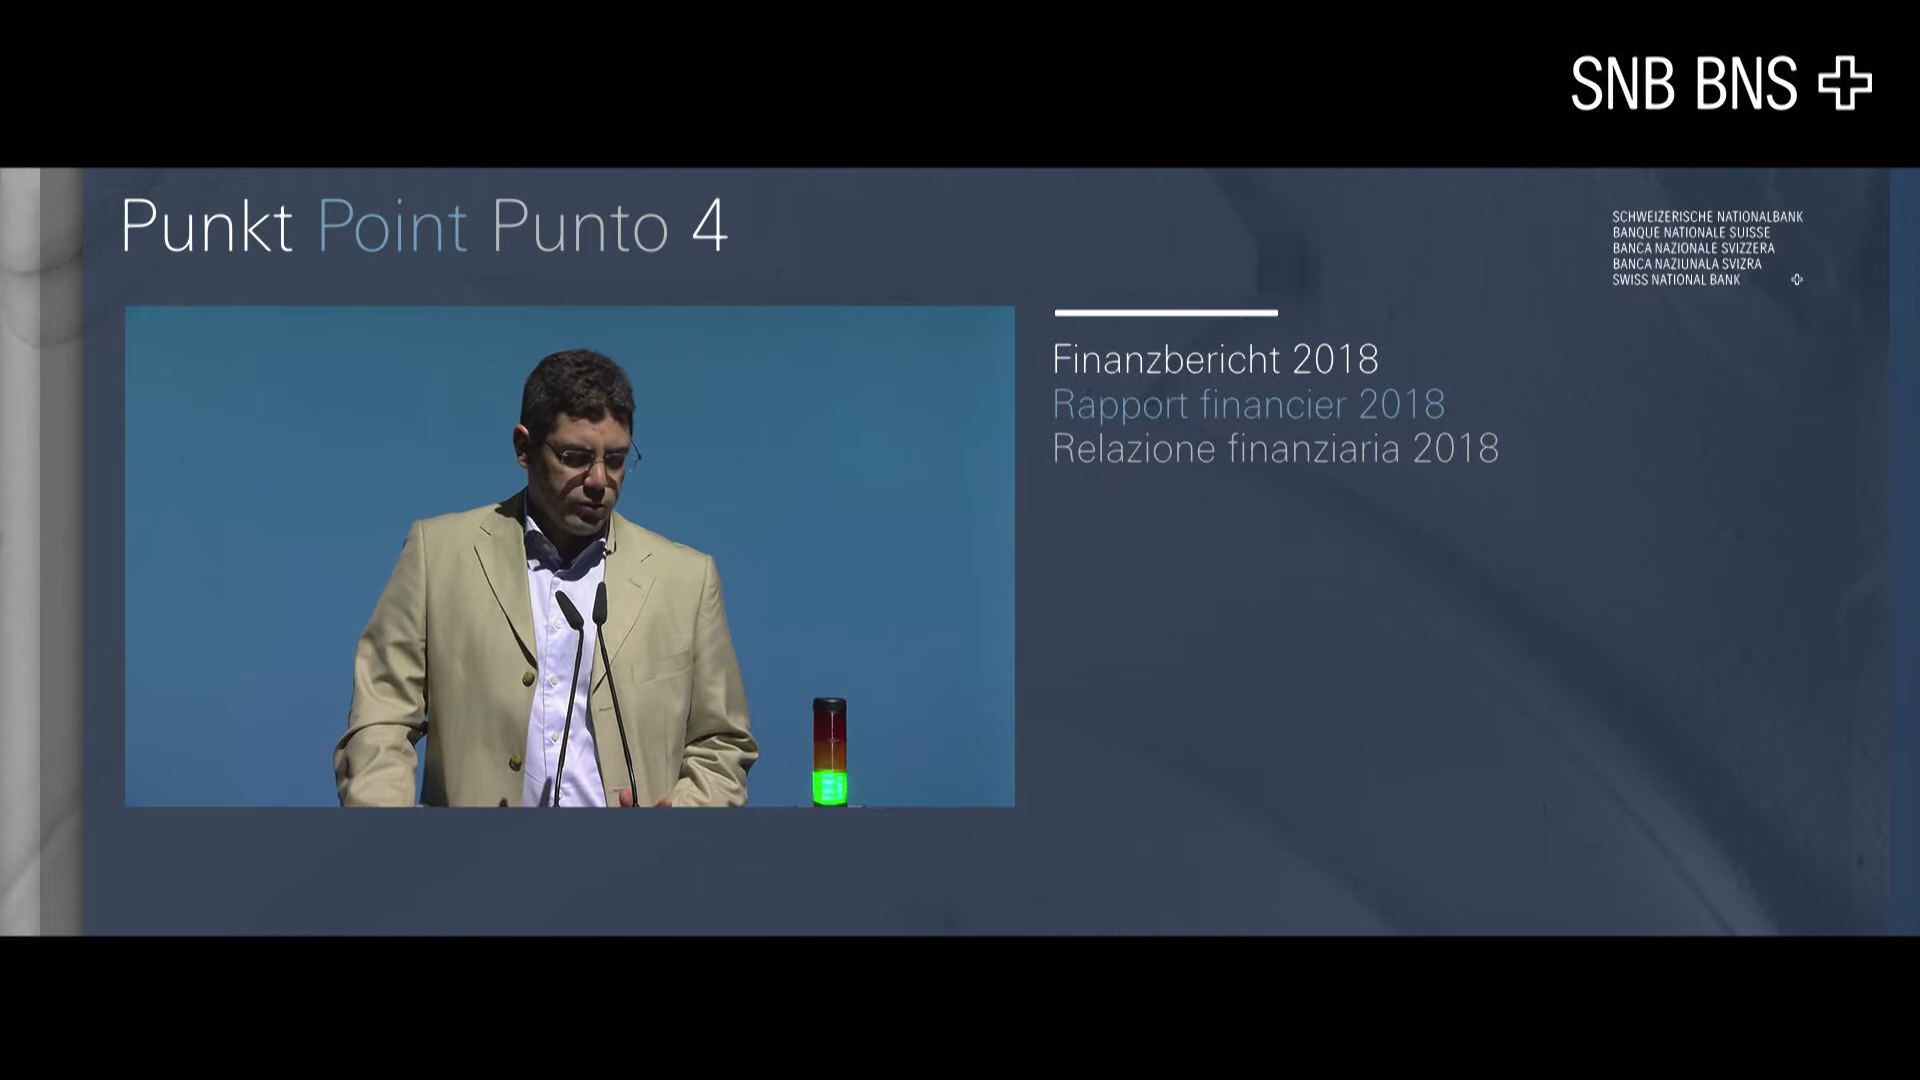 SNB BNS
Punkt Point Punto 4
SCHWEIZERISCHE NATIONALBANK
BANQUE NATIONALE SUISSE
BANCA NAZIONALE SVIZZERA
BANCA NAZIUNALA SVIZRA
SWISS NATIONAL BANK
Finanzbericht 2018
Rapport financier 2018
Relazione finanziaria 2018